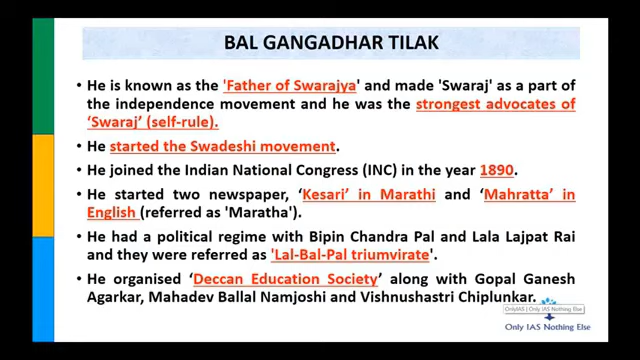 BAL GANGADHAR TILAK
• He is known as the 'Father of Swarajya' and made 'Swaraj' as a part of
the independence movement and he was the strongest advocates of
'Swaraj' (self-rule).
• He started the Swadeshi movement.
• He joined the Indian National Congress (INC) in the year 1890.
• He started two newspaper, 'Kesari' in Marathi and 'Mahratta' in
English (referred as 'Maratha').
• He had a political regime with Bipin Chandra Pal and Lala Lajpat Rai
and they were referred as 'Lal-Bal-Pal triumvirate'.
• He organised 'Deccan Education Society' along with Gopal Ganesh
Agarkar, Mahadev Ballal Namjoshi and Vishnushastri Chiplunkar.
OnlyIAS | Only IAS Nothing Else
Only IAS Nothing Else